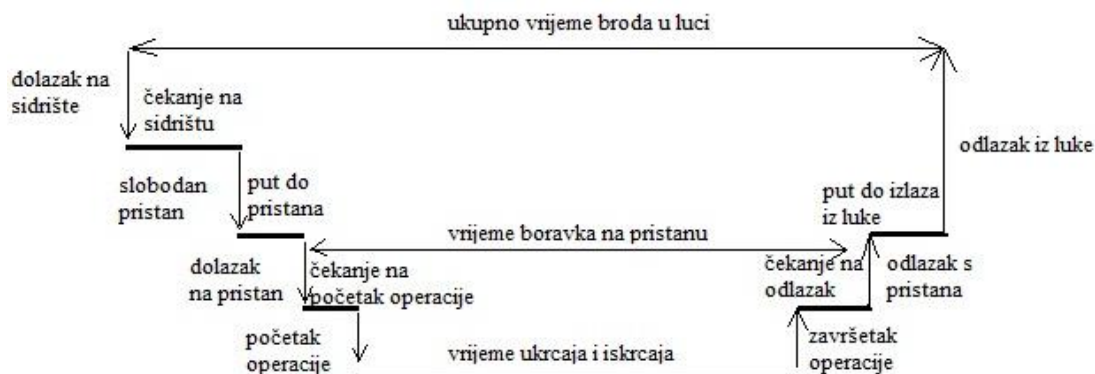 ukupno vrijeme broda u luci
dolazak na
sidrište
čekanje na
sidrištu
odlazak iz luke
slobodan
pristan
put do
pristana
put do izlaza
iz luke
vrijeme boravka na pristanu
dolazak
na pristan
čekanje na
početak operacije
čekanje na
odlazak
odlazak s
pristana
početak
operacije
vrijeme ukrcaja i iskrcaja
završetak
operacije